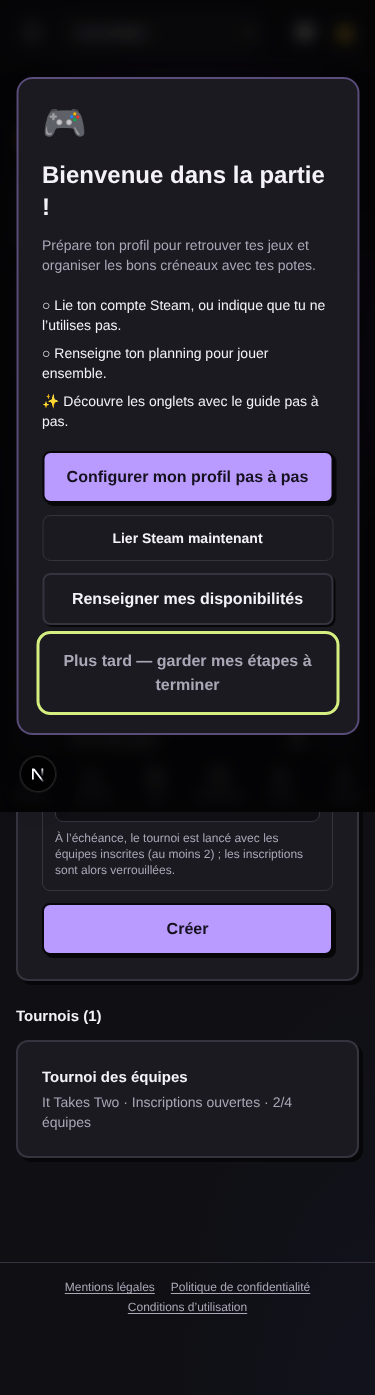 Bienvenue dans la partie
!
Prépare ton profil pour retrouver tes jeux et
organiser les bons créneaux avec tes potes.
○ Lie ton compte Steam, ou indique que tu ne
l’utilises pas.
○ Renseigne ton planning pour jouer
ensemble.
✨ Découvre les onglets avec le guide pas à
pas.
Configurer mon profil pas à pas
Lier Steam maintenant
Renseigner mes disponibilités
Plus tard — garder mes étapes à
terminer
N
À l’échéance, le tournoi est lancé avec les
équipes inscrites (au moins 2) ; les inscriptions
sont alors verrouillées.
Créer
Tournois (1)
Tournoi des équipes
It Takes Two · Inscriptions ouvertes · 2/4
équipes
Mentions légales Politique de confidentialité
Conditions d’utilisation